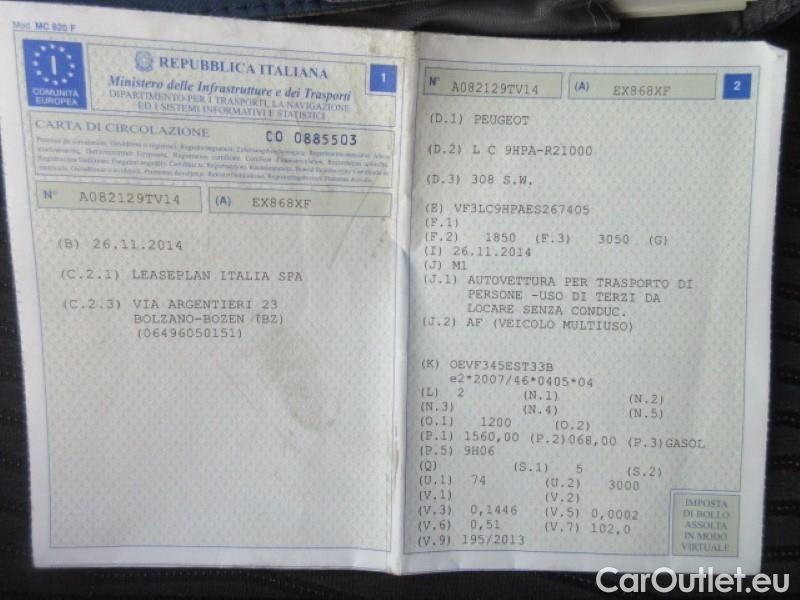 Mod. MC 820 F
I
COMUNITÀ
EUROPEA
REPUBBLICA ITALIANA
1
Ministero delle Infrastrutture e dei Trasporti
DIPARTIMENTO PER I TRASPORTI, LA NAVIGAZIONE
ED I SISTEMI INFORMATIVI E STATISTICI
CARTA DI CIRCOLAZIONE
CO 0885503
N° A082129TV14 (A) EX868XF
(B) 26.11.2014
(C.2.1) LEASEPLAN ITALIA SPA
(C.2.3) VIA ARGENTIERI 23
BOLZANO-BOZEN (BZ)
(06496050151)
N° A082129TV14 (A) EX868XF
2
(D.1) PEUGEOT
(D.2) L C 9HPA-R21000
(D.3) 308 S.W.
(E) VF3LC9HPAES267405
(F.1)
(F.2) 1850 (F.3) 3050 (G)
(I) 26.11.2014
(J) M1
(J.1) AUTOVETTURA PER TRASPORTO DI
PERSONE -USO DI TERZI DA
LOCARE SENZA CONDUC.
(J.2) AF (VEICOLO MULTIUSO)
(K) OEVF345EST33B
e2*2007/46*0405*04
(L) 2 (N.1) (N.2)
(N.3) (N.4) (N.5)
(O.1) 1200 (O.2)
(P.1) 1560,00 (P.2)068,00 (P.3)GASOL
(P.5) 9H06
(Q) (S.1) 5 (S.2)
(U.1) 74 (U.2) 3000
(V.1) (V.2)
(V.3) 0,1446 (V.5) 0,0002
(V.6) 0,51 (V.7) 102,0
(V.9) 195/2013
IMPOSTA
DI BOLLO
ASSOLTA
IN MODO
VIRTUALE
CarOutlet.eu